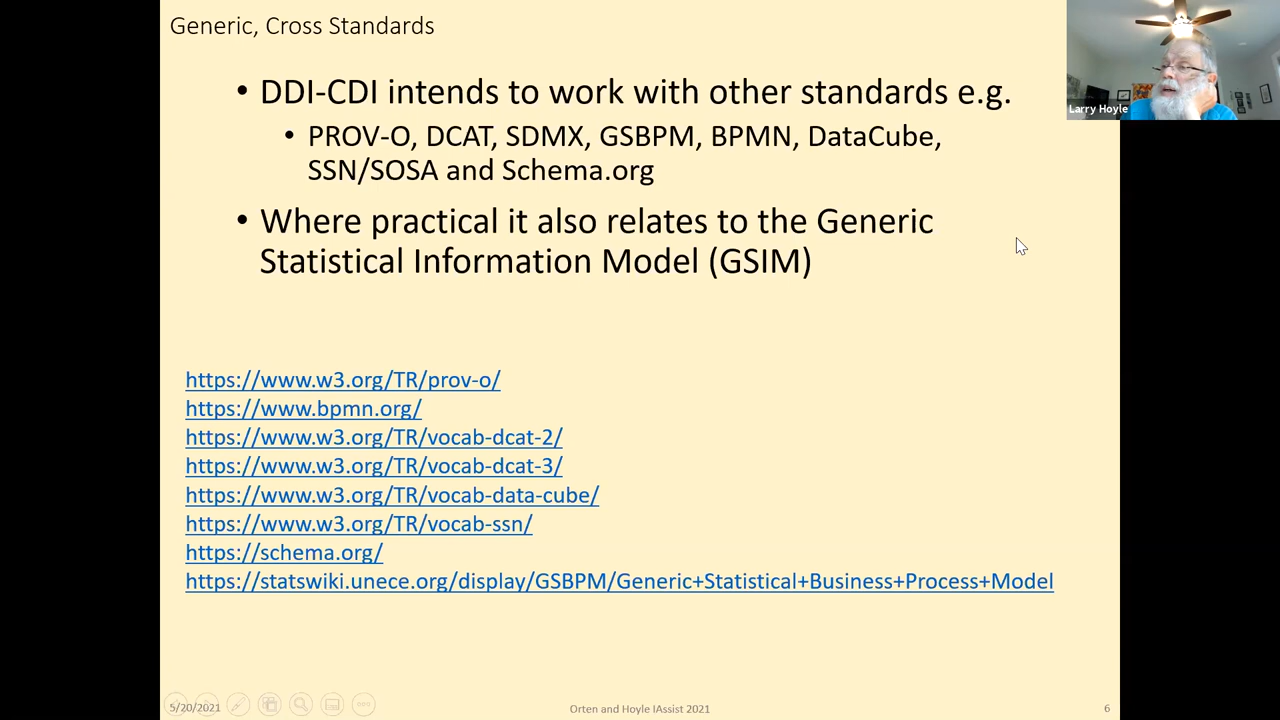 Generic, Cross Standards
• DDI-CDI intends to work with other standards e.g.
• PROV-O, DCAT, SDMX, GSBPM, BPMN, DataCube,
SSN/SOSA and Schema.org
• Where practical it also relates to the Generic
Statistical Information Model (GSIM)
https://www.w3.org/TR/prov-o/
https://www.bpmn.org/
https://www.w3.org/TR/vocab-dcat-2/
https://www.w3.org/TR/vocab-dcat-3/
https://www.w3.org/TR/vocab-data-cube/
https://www.w3.org/TR/vocab-ssn/
https://schema.org/
https://statswiki.unece.org/display/GSBPM/Generic+Statistical+Business+Process+Model
5/20/2021
Orten and Hoyle IAssist 2021
6
Larry Hoyle